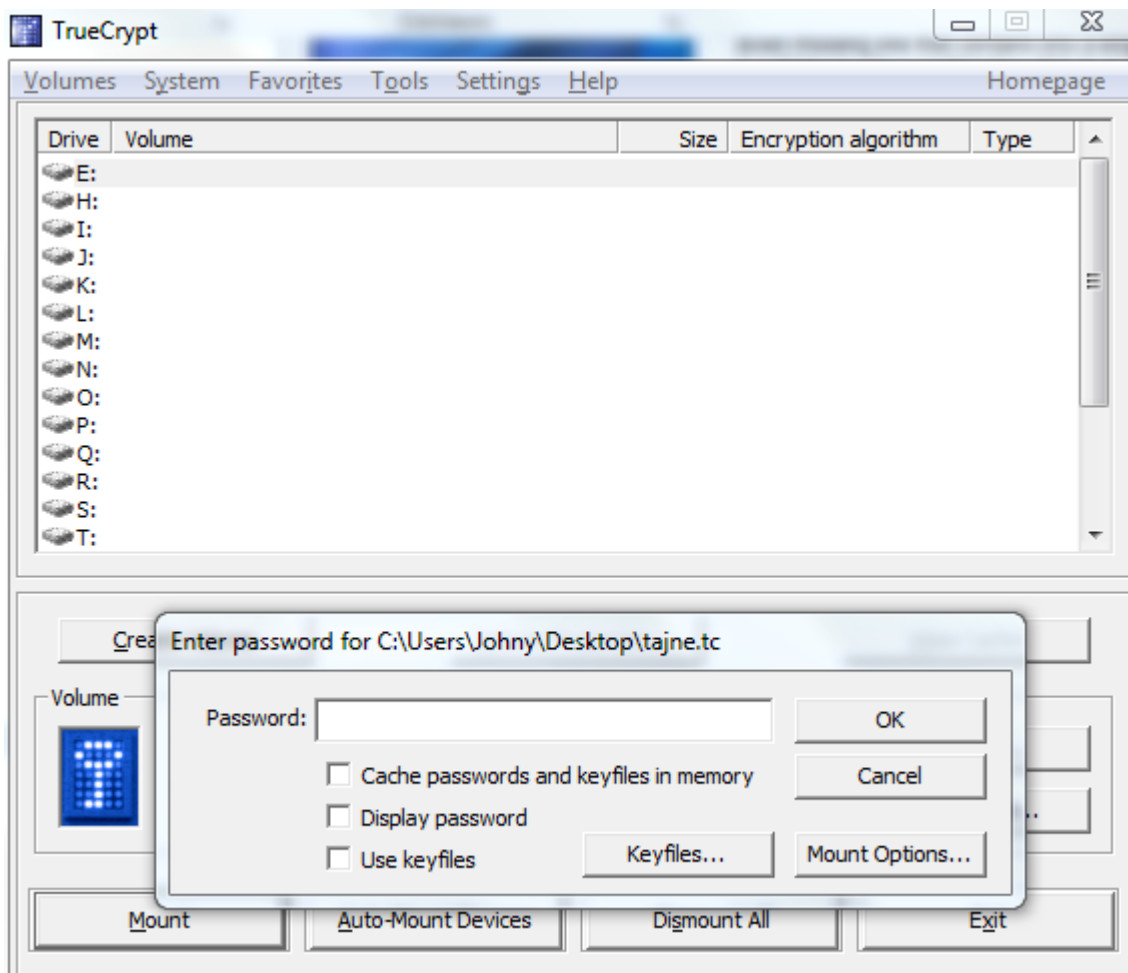 TrueCrypt
Volumes System Favorites Tools Settings Help Homepage
Drive Volume Size Encryption algorithm Type
E:
H:
I:
J:
K:
L:
M:
N:
O:
P:
Q:
R:
S:
T:
Enter password for C:\Users\Johny\Desktop\tajne.tc
Volume
Password:
OK
Cache passwords and keyfiles in memory
Cancel
Display password
Use keyfiles
Keyfiles...
Mount Options...
Mount Auto-Mount Devices Dismount All Exit